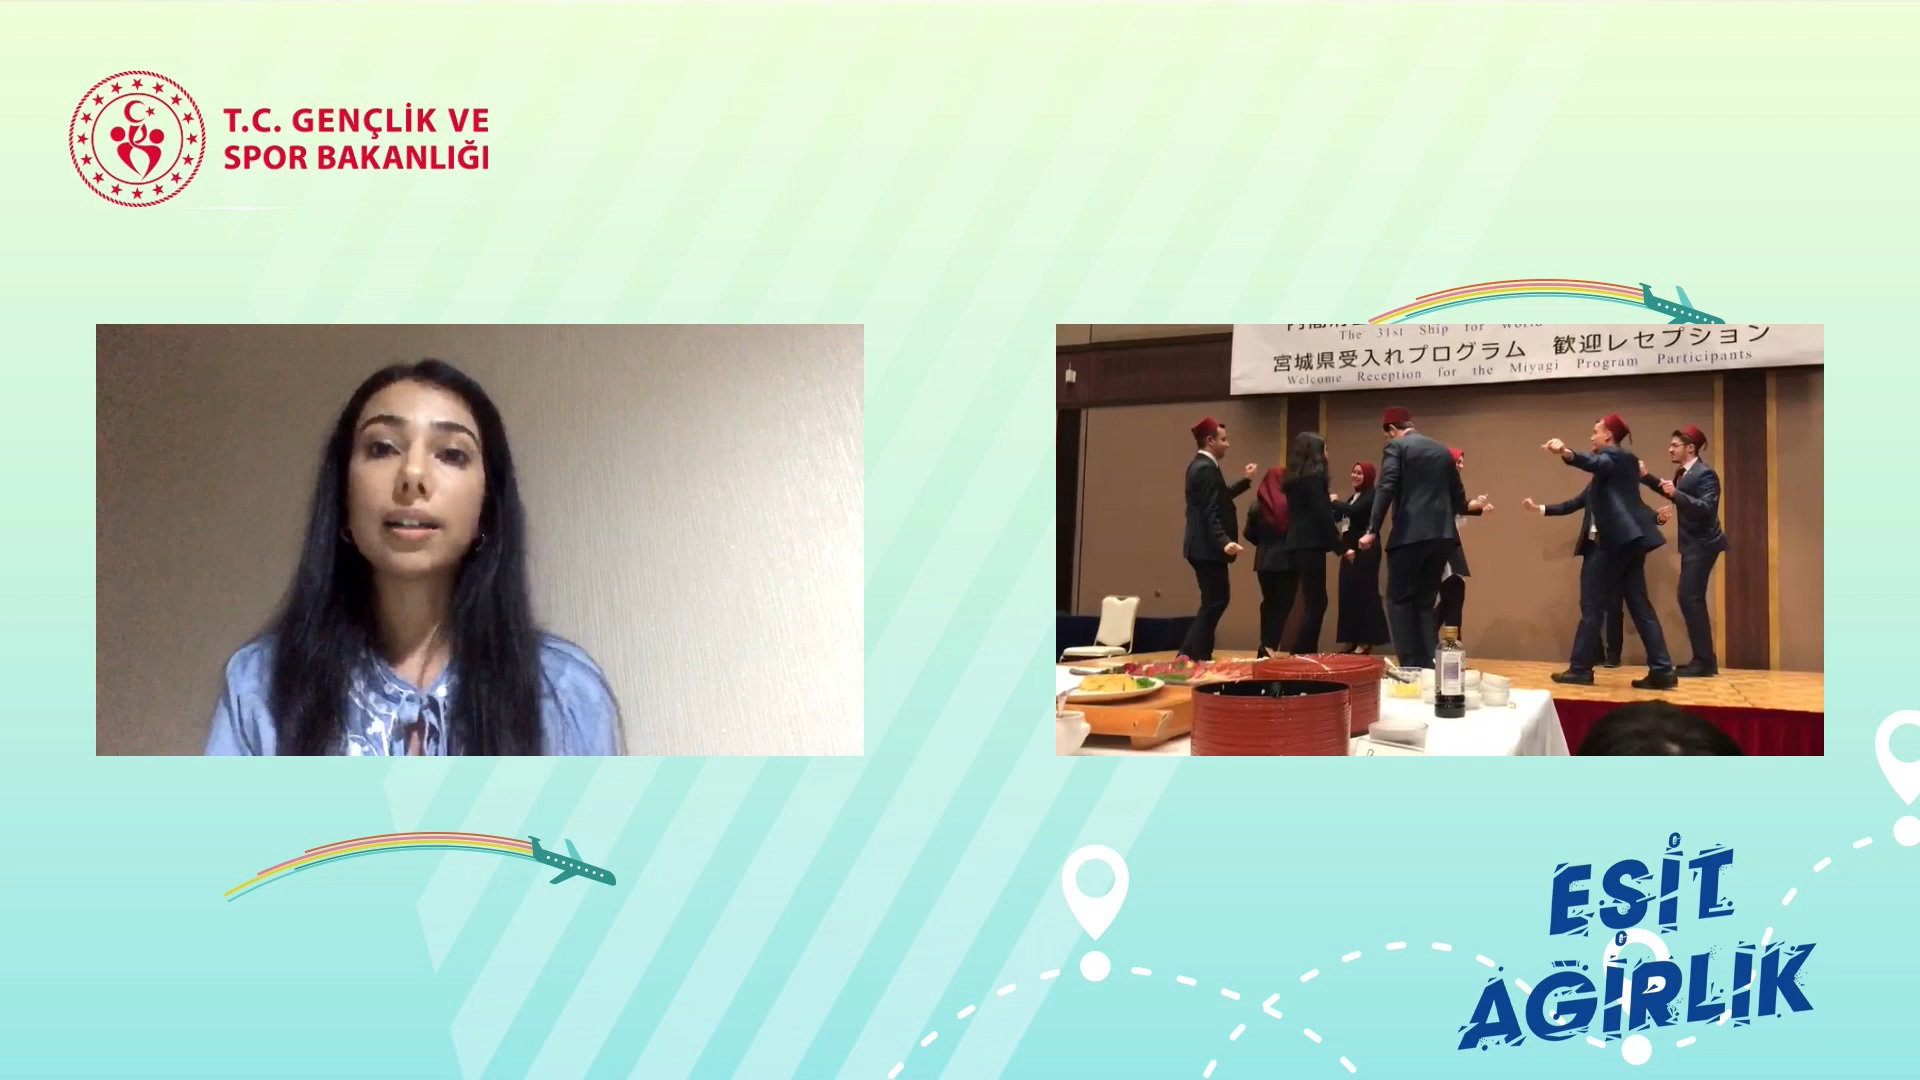 T.C. GENÇLİK VE
SPOR BAKANLIĞI
The 31st Ship for World
宮城県受入れプログラム 歓迎レセプション
Welcome Reception for the Miyagi Program Participants
EŞİT
AĞIRLIK